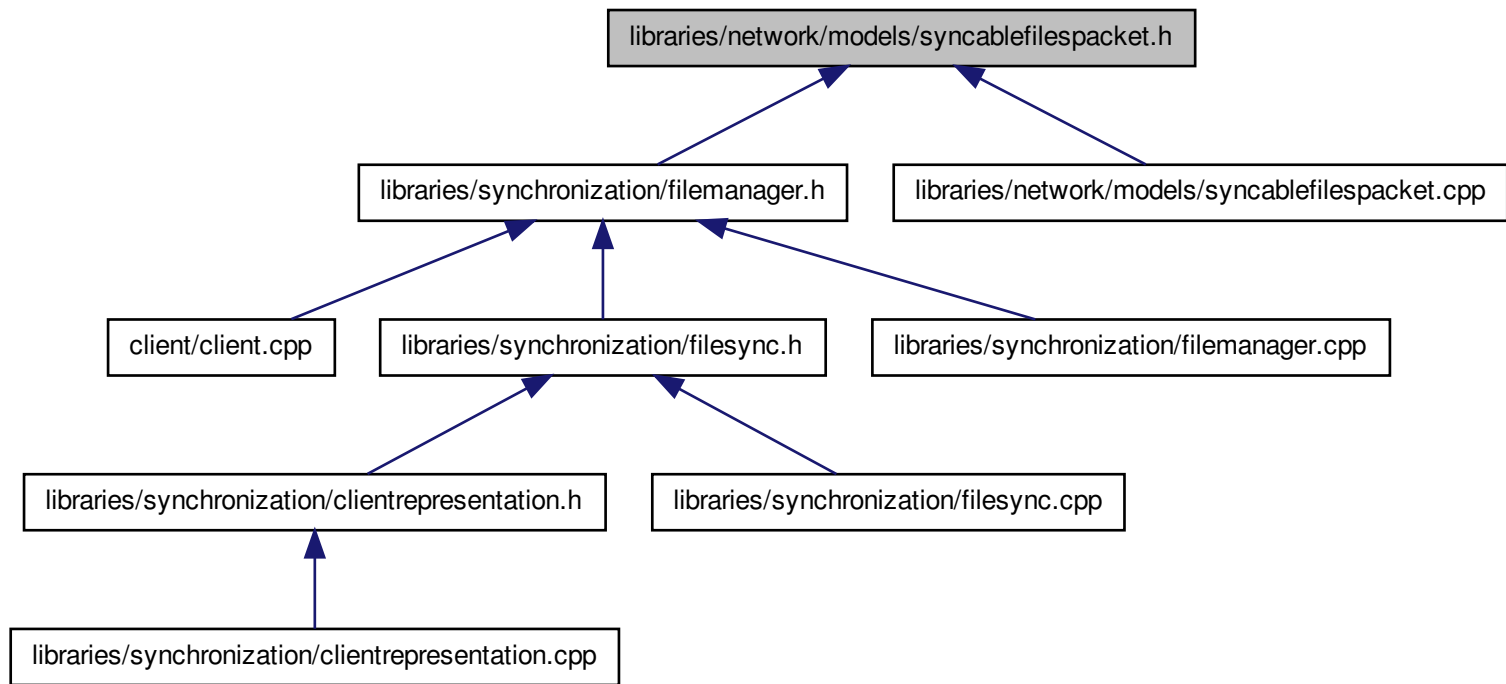 libraries/network/models/syncablefilespacket.h
libraries/synchronization/filemanager.h
libraries/network/models/syncablefilespacket.cpp
client/client.cpp
libraries/synchronization/filesync.h
libraries/synchronization/filemanager.cpp
libraries/synchronization/clientrepresentation.h
libraries/synchronization/filesync.cpp
libraries/synchronization/clientrepresentation.cpp